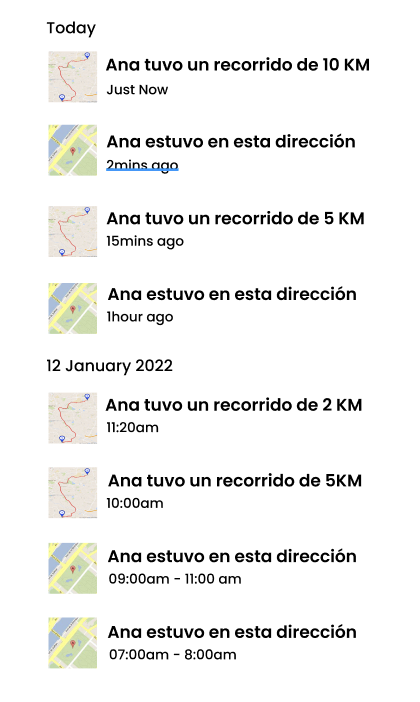 Today
Ana tuvo un recorrido de 10 KM
Just Now
Ana estuvo en esta dirección
2mins ago
Ana tuvo un recorrido de 5 KM
15mins ago
Ana estuvo en esta dirección
1hour ago
12 January 2022
Ana tuvo un recorrido de 2 KM
11:20am
Ana tuvo un recorrido de 5KM
10:00am
Ana estuvo en esta dirección
09:00am - 11:00 am
Ana estuvo en esta dirección
07:00am - 8:00am